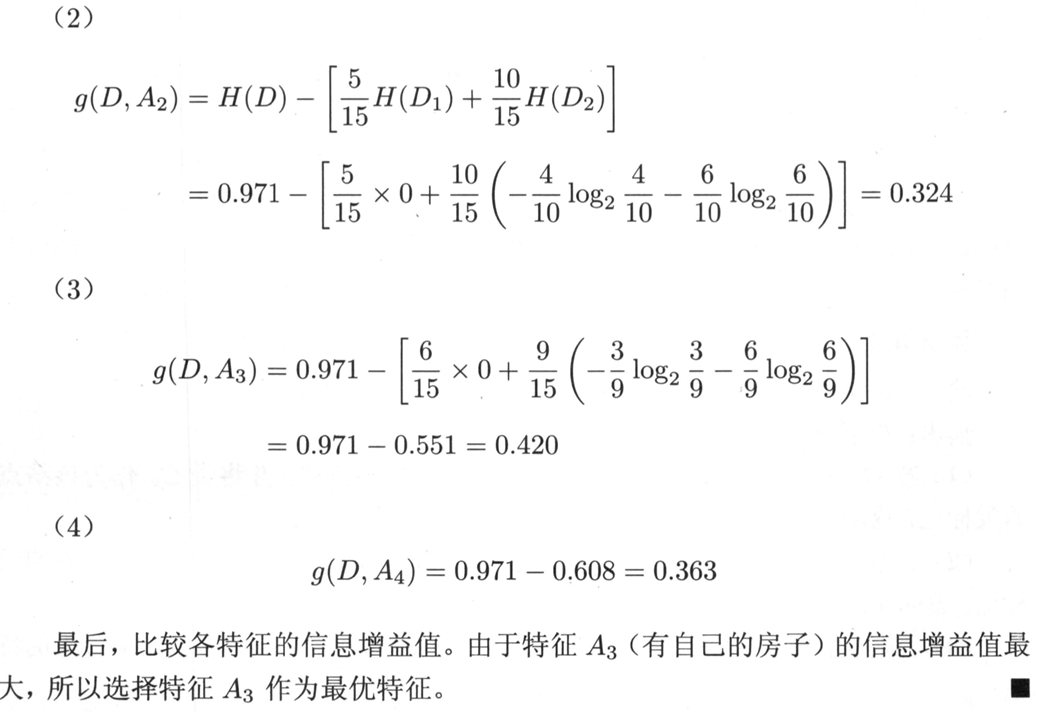 （2）
$g(D, A_2) = H(D) - \left[\frac{5}{15}H(D_1) + \frac{10}{15}H(D_2)\right]$
$= 0.971 - \left[\frac{5}{15} \times 0 + \frac{10}{15}\left(-\frac{4}{10}\log_2\frac{4}{10} - \frac{6}{10}\log_2\frac{6}{10}\right)\right] = 0.324$
（3）
$g(D, A_3) = 0.971 - \left[\frac{6}{15} \times 0 + \frac{9}{15}\left(-\frac{3}{9}\log_2\frac{3}{9} - \frac{6}{9}\log_2\frac{6}{9}\right)\right]$
$= 0.971 - 0.551 = 0.420$
（4）
$g(D, A_4) = 0.971 - 0.608 = 0.363$
最后，比较各特征的信息增益值。由于特征 $A_3$（有自己的房子）的信息增益值最
大，所以选择特征 $A_3$ 作为最优特征。 ■